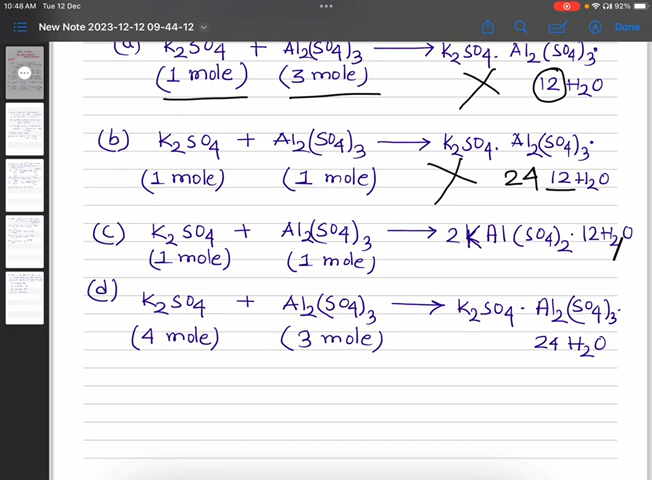 10:48 AM Tue 12 Dec
92%
New Note 2023-12-12 09-44-12
Done
(a) K₂SO₄ + Al₂(SO₄)₃ → K₂SO₄. Al₂(SO₄)₃.
(1 mole) (3 mole) 12 H₂O
(b) K₂SO₄ + Al₂(SO₄)₃ → K₂SO₄. Al₂(SO₄)₃.
(1 mole) (1 mole) 24 12 H₂O
(c) K₂SO₄ + Al₂(SO₄)₃ → 2KAl(SO₄)₂. 12H₂O
(1 mole) (1 mole)
(d) K₂SO₄ + Al₂(SO₄)₃ → K₂SO₄. Al₂(SO₄)₃.
(4 mole) (3 mole) 24 H₂O